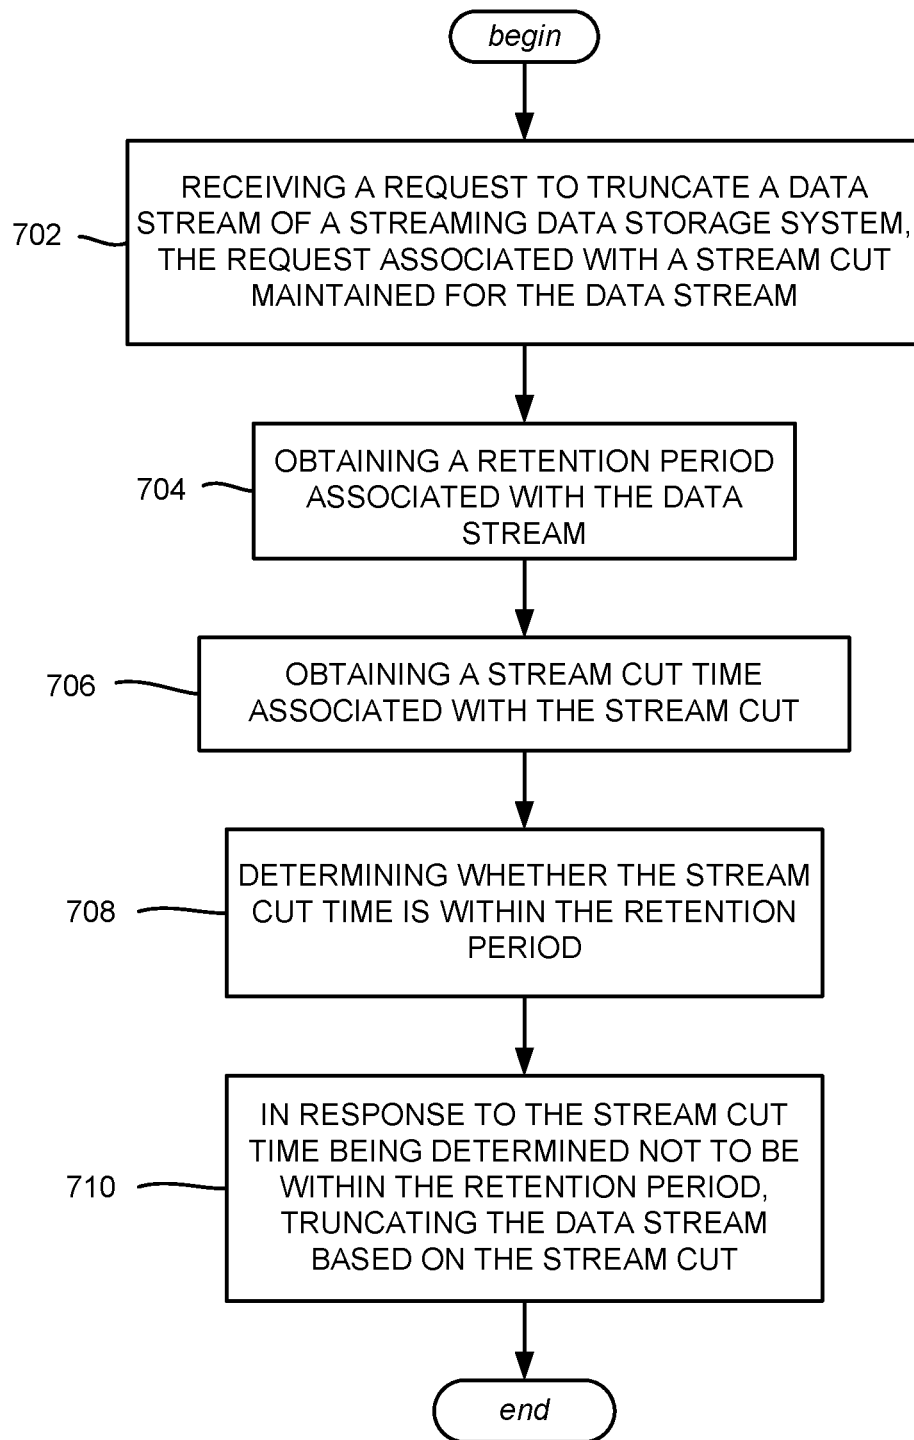 begin
702
RECEIVING A REQUEST TO TRUNCATE A DATA
STREAM OF A STREAMING DATA STORAGE SYSTEM,
THE REQUEST ASSOCIATED WITH A STREAM CUT
MAINTAINED FOR THE DATA STREAM
704
OBTAINING A RETENTION PERIOD
ASSOCIATED WITH THE DATA
STREAM
706
OBTAINING A STREAM CUT TIME
ASSOCIATED WITH THE STREAM CUT
708
DETERMINING WHETHER THE STREAM
CUT TIME IS WITHIN THE RETENTION
PERIOD
710
IN RESPONSE TO THE STREAM CUT
TIME BEING DETERMINED NOT TO BE
WITHIN THE RETENTION PERIOD,
TRUNCATING THE DATA STREAM
BASED ON THE STREAM CUT
end